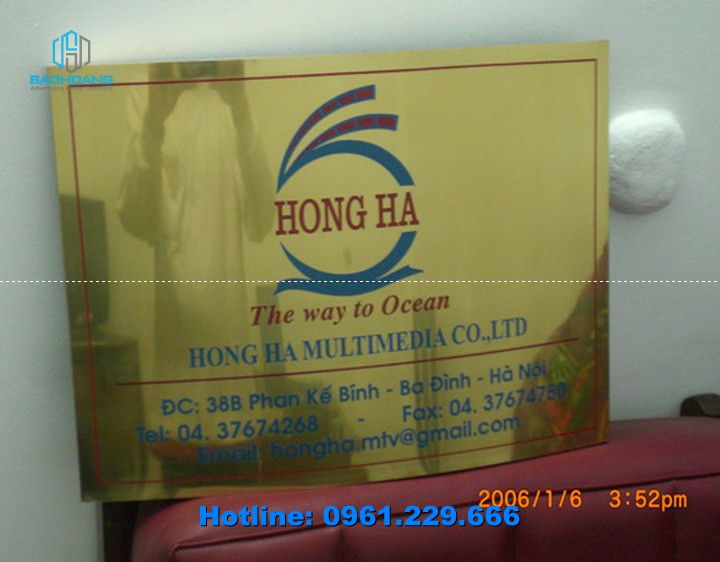 BAOHOANG
HONG HA
The way to Ocean
HONG HA MULTIMEDIA CO.,LTD
ĐC: 38B Phan Kế Bính - Ba Đình - Hà Nội
Tel: 04. 37674268 - Fax: 04. 37674750
Email: hongha.mtv@gmail.com
2006/1/6 3:52pm
Hotline: 0961.229.666